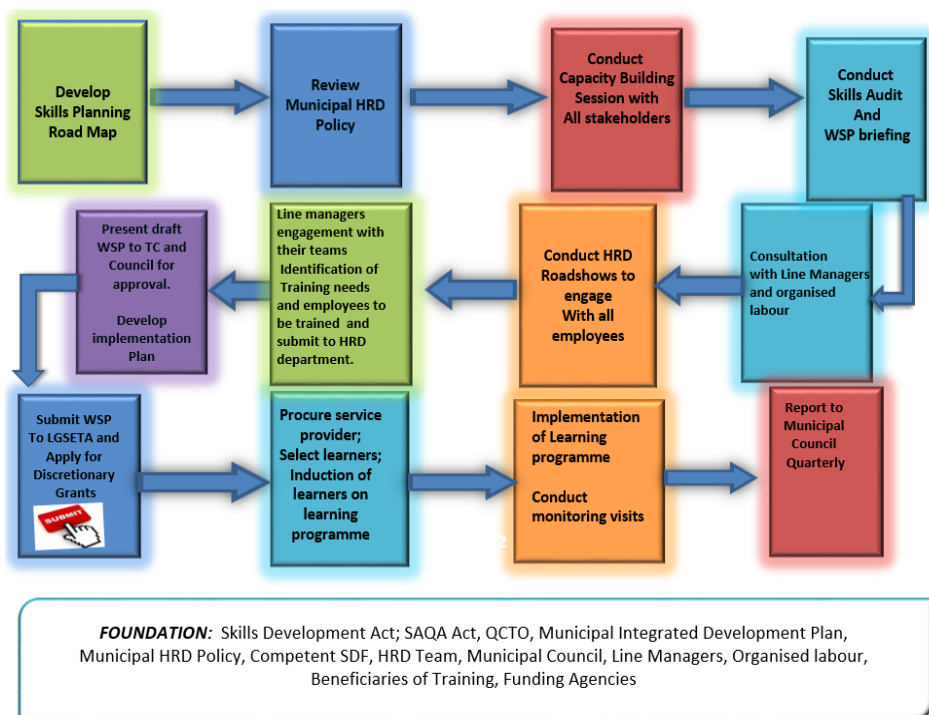 Develop
Skills Planning
Road Map
Review
Municipal HRD
Policy
Conduct
Capacity Building
Session with
All stakeholders
Conduct
Skills Audit
And
WSP briefing
Consultation
with Line Managers
and organised
labour
Conduct HRD
Roadshows to
engage
With all
employees
Line managers
engagement with
their teams
Identification of
Training needs
and employees to
be trained and
submit to HRD
department.
Present draft
WSP to TC and
Council for
approval.
Develop
implementation
Plan
Submit WSP
To LGSETA and
Apply for
Discretionary
Grants
SUBMIT
Procure service
provider;
Select learners;
Induction of
learners on
learning
programme
Implementation
of Learning
programme
Conduct
monitoring visits
2
Report to
Municipal
Council
Quarterly
FOUNDATION: Skills Development Act; SAQA Act, QCTO, Municipal Integrated Development Plan,
Municipal HRD Policy, Competent SDF, HRD Team, Municipal Council, Line Managers, Organised labour,
Beneficiaries of Training, Funding Agencies